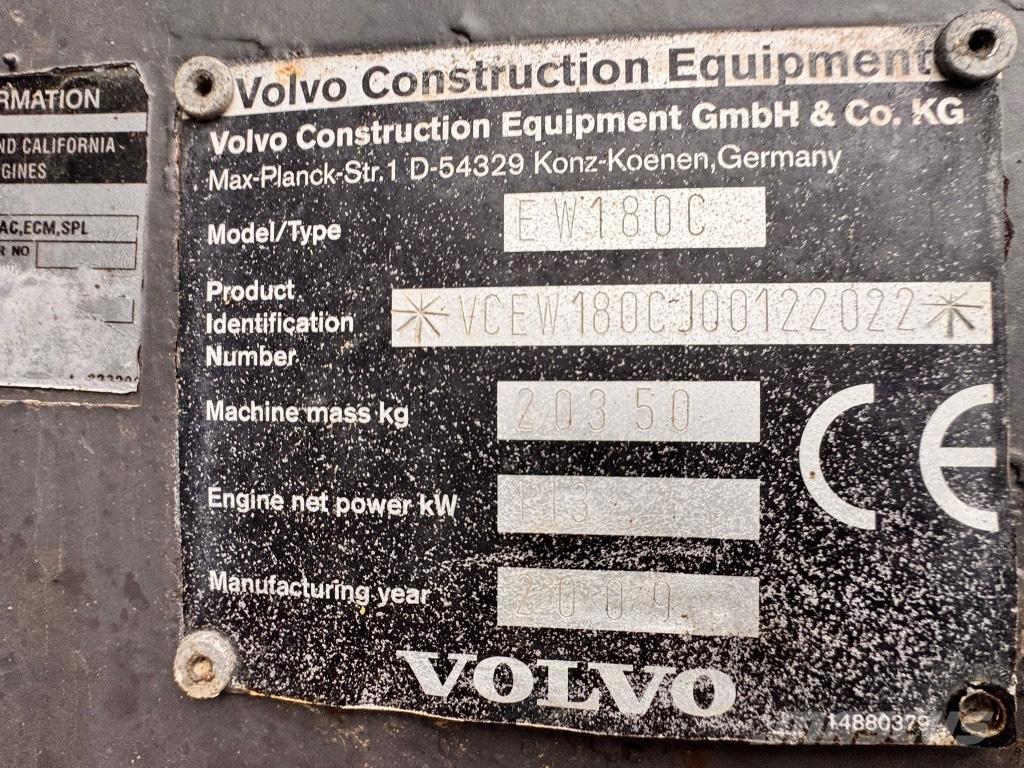 RMATION
ND CALIFORNIA
GINES
AC,ECM,SPL
R NO
Volvo Construction Equipment
Volvo Construction Equipment GmbH & Co. KG
Max-Planck-Str.1 D-54329 Konz-Koenen,Germany
Model/Type EW180C
Product
Identification *VCEW180CJ00122022*
Number
Machine mass kg 20350
Engine net power kW 113
Manufacturing year 2009
CE
VOLVO
14880379